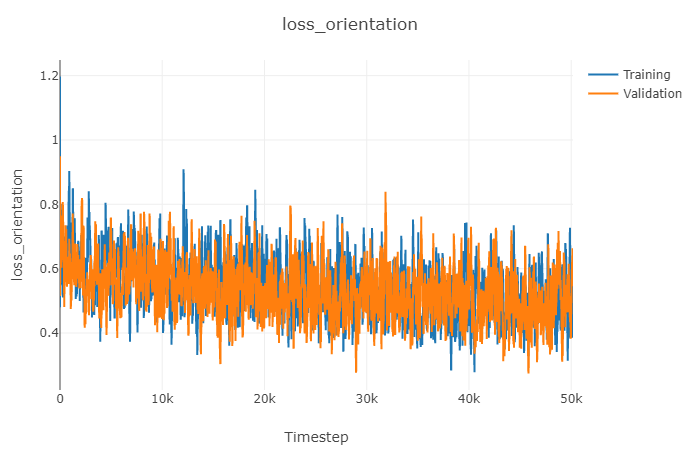 loss_orientation
Training
Validation
loss_orientation
1.2
1
0.8
0.6
0.4
0
10k
20k
30k
40k
50k
Timestep